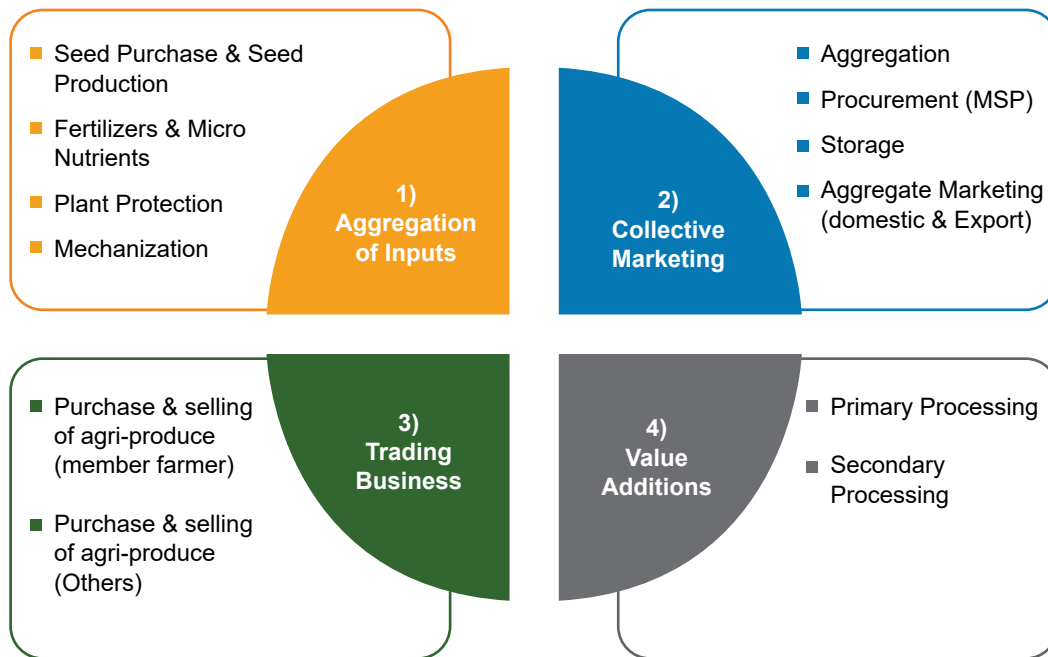 Seed Purchase & Seed
Production
Fertilizers & Micro
Nutrients
Plant Protection
Mechanization
1)
Aggregation
of Inputs
2)
Collective
Marketing
Aggregation
Procurement (MSP)
Storage
Aggregate Marketing
(domestic & Export)
Purchase & selling
of agri-produce
(member farmer)
Purchase & selling
of agri-produce
(Others)
3)
Trading
Business
4)
Value
Additions
Primary Processing
Secondary
Processing